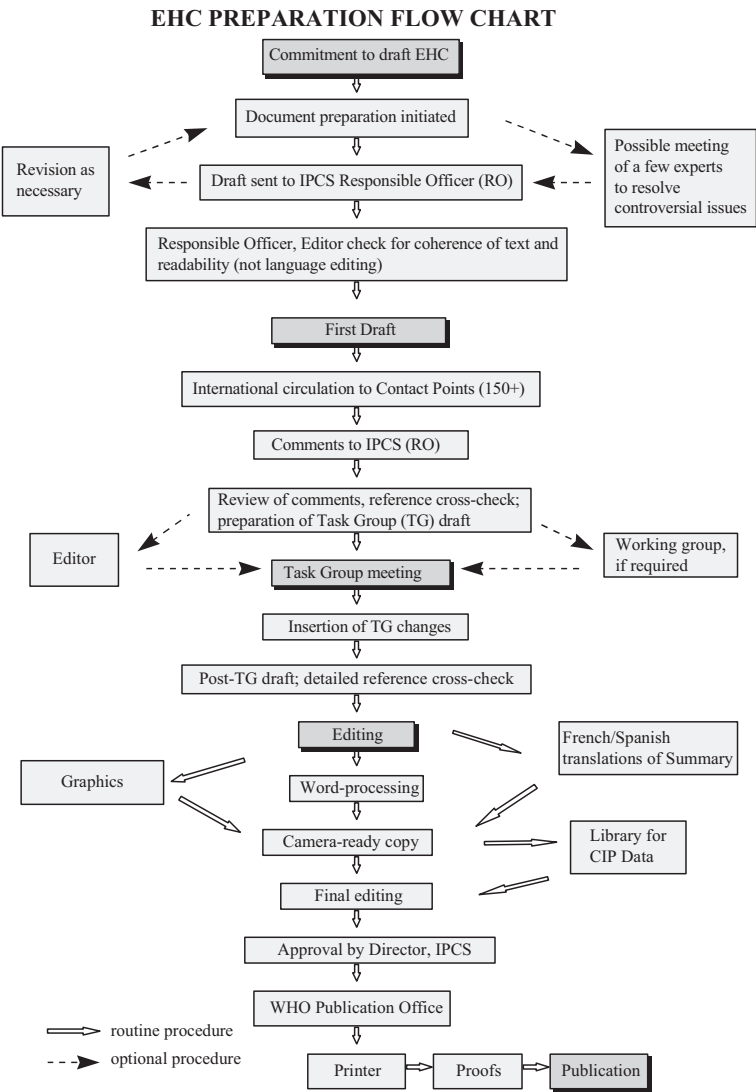 EHC PREPARATION FLOW CHART
Commitment to draft EHC
Document preparation initiated
Revision as
necessary
Draft sent to IPCS Responsible Officer (RO)
Possible meeting
of a few experts
to resolve
controversial issues
Responsible Officer, Editor check for coherence of text and
readability (not language editing)
First Draft
International circulation to Contact Points (150+)
Comments to IPCS (RO)
Review of comments, reference cross-check;
preparation of Task Group (TG) draft
Editor
Working group,
if required
Task Group meeting
Insertion of TG changes
Post-TG draft; detailed reference cross-check
Editing
French/Spanish
translations of Summary
Graphics
Word-processing
Camera-ready copy
Library for
CIP Data
Final editing
Approval by Director, IPCS
WHO Publication Office
routine procedure
optional procedure
Printer
Proofs
Publication